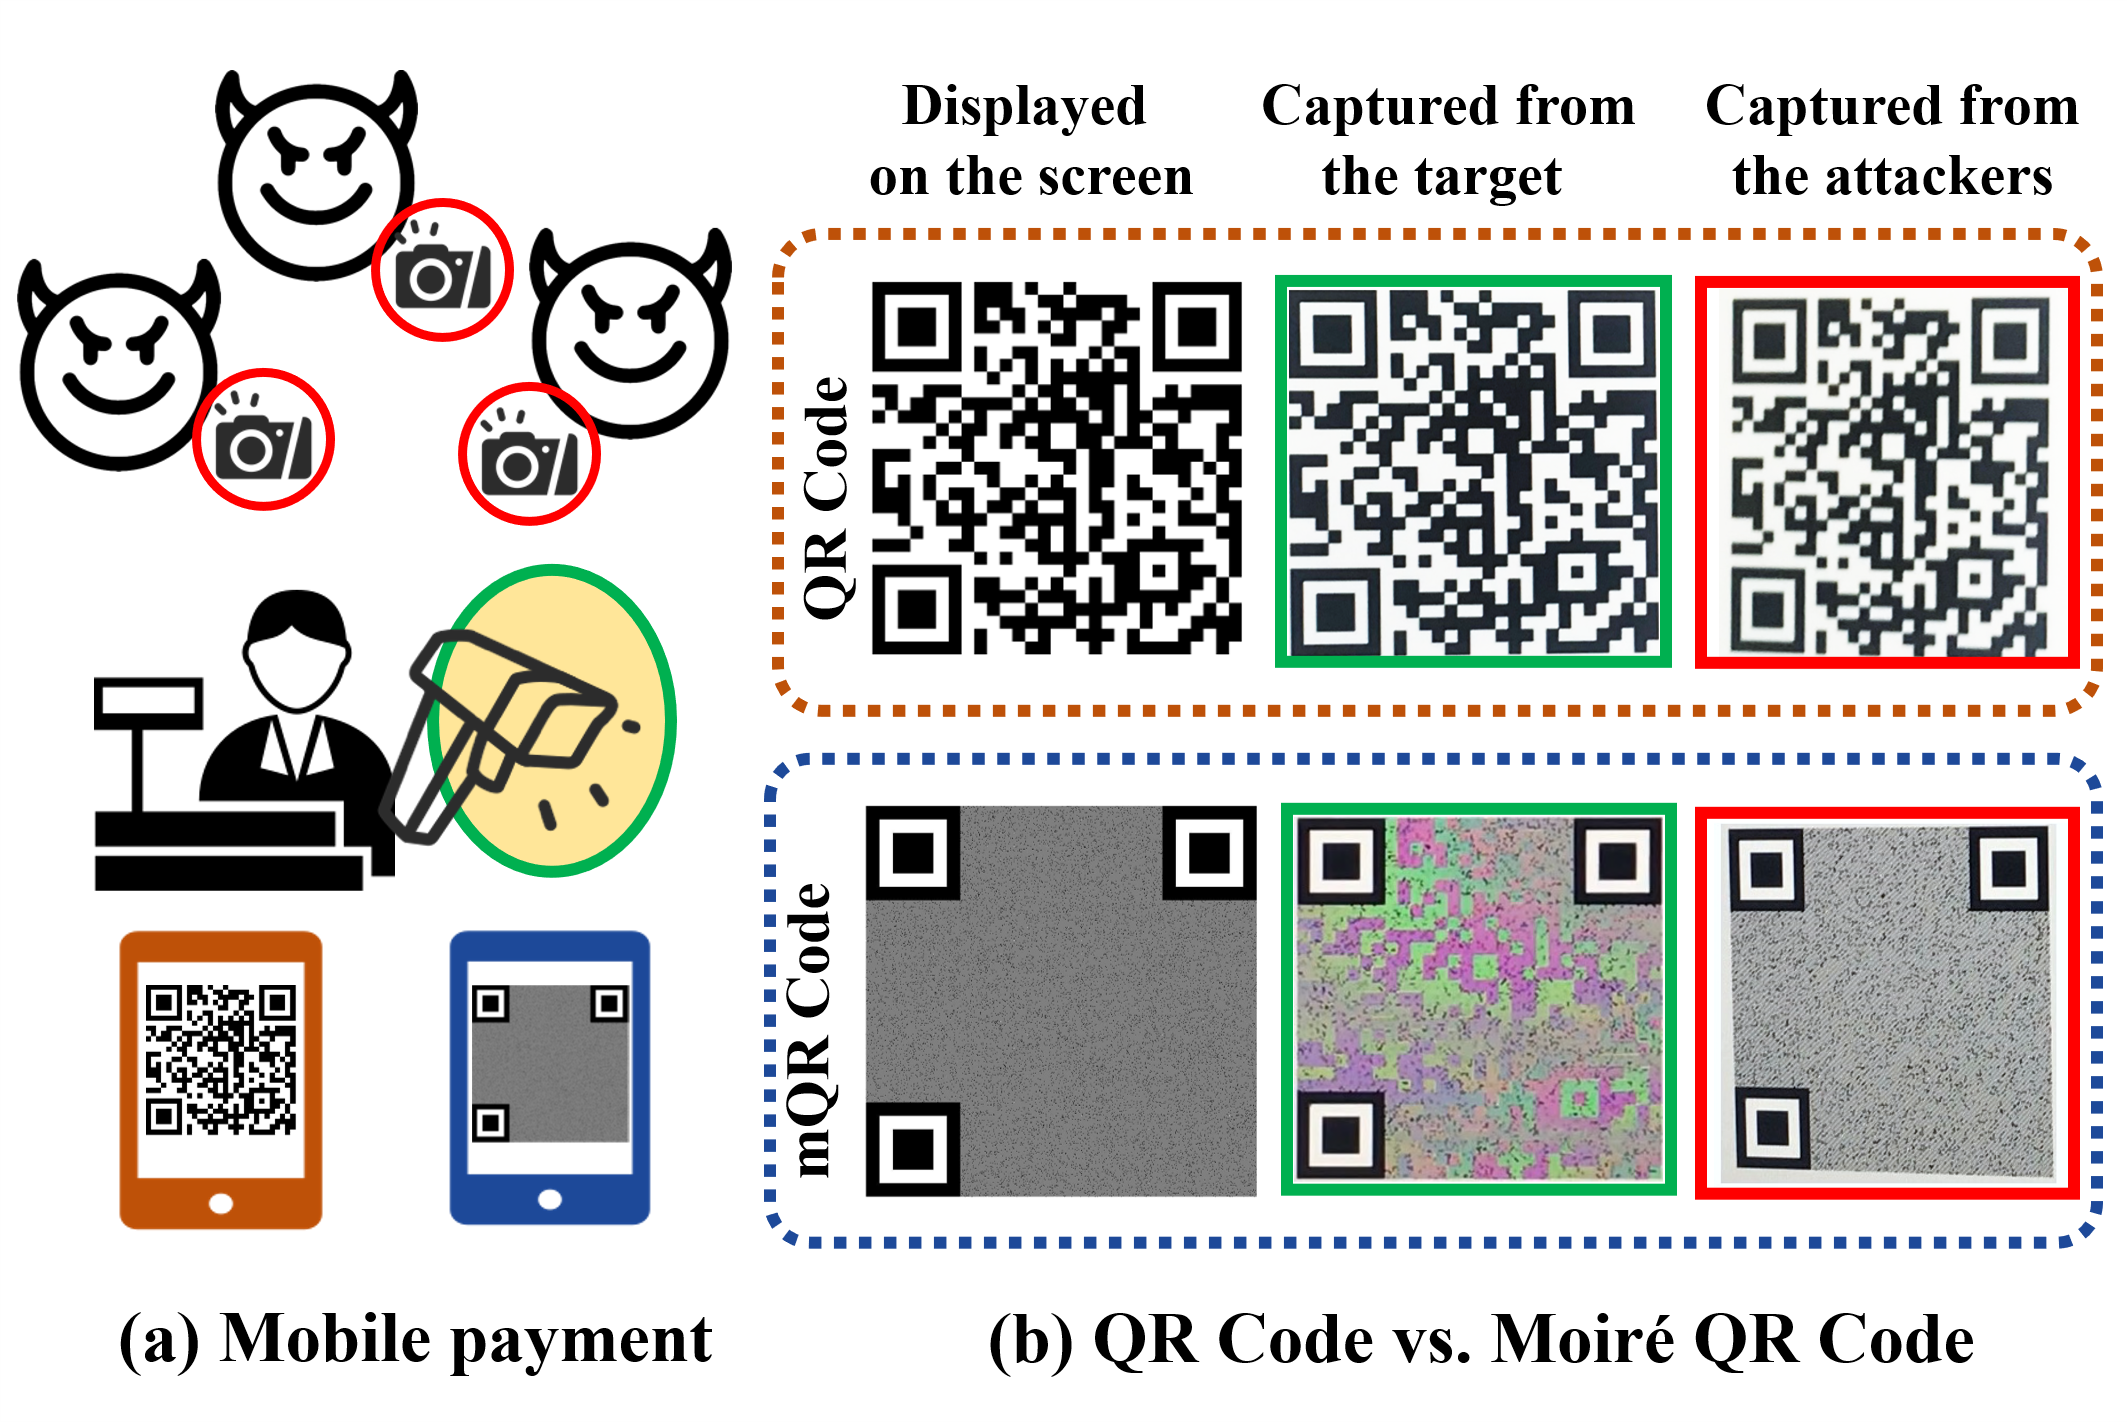 Displayed
on the screen
Captured from
the target
Captured from
the attackers
QR Code
mQR Code
(a) Mobile payment
(b) QR Code vs. Moiré QR Code